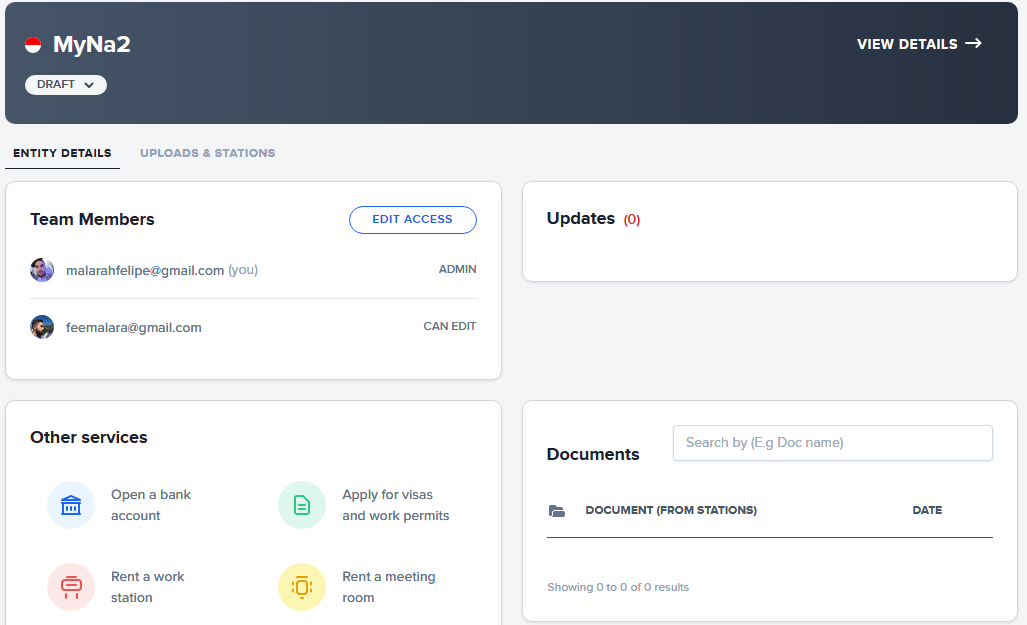 MyNa2
VIEW DETAILS
DRAFT
ENTITY DETAILS
UPLOADS & STATIONS
Team Members
EDIT ACCESS
malarahfelipe@gmail.com (you)
ADMIN
feemalara@gmail.com
CAN EDIT
Updates (0)
Other services
Open a bank
account
Apply for visas
and work permits
Rent a work
station
Rent a meeting
room
Documents
Search by (E.g Doc name)
DOCUMENT (FROM STATIONS)
DATE
Showing 0 to 0 of 0 results